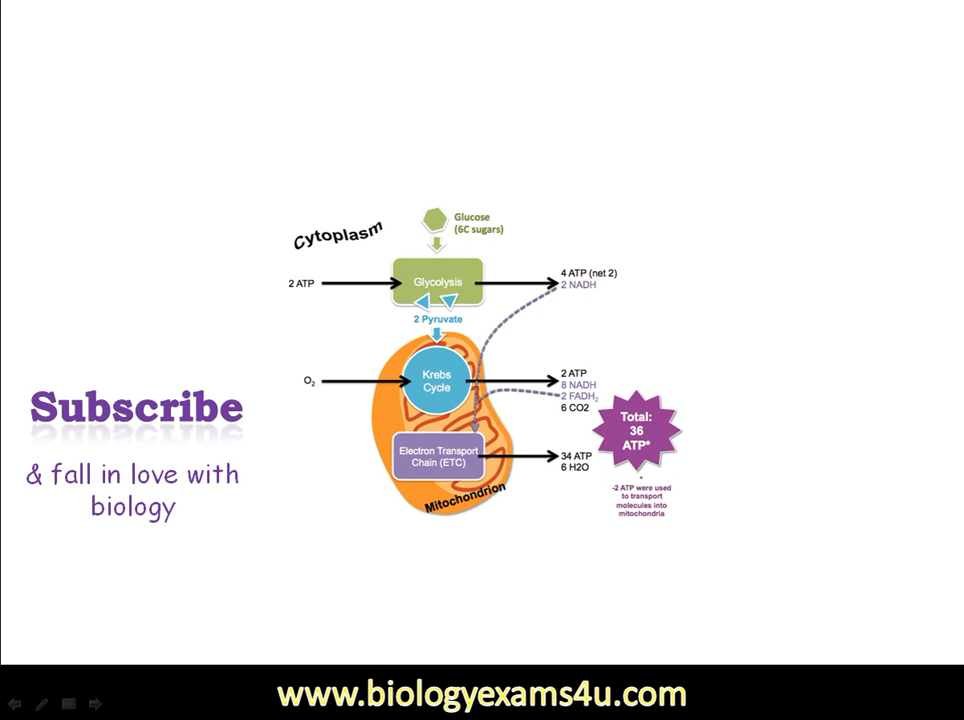 Cytoplasm
Glucose
(6C sugars)
2 ATP
Glycolysis
4 ATP (net 2)
2 NADH
2 Pyruvate
O2
Krebs
Cycle
2 ATP
8 NADH
2 FADH2
6 CO2
Total:
36
ATP*
Electron Transport
Chain (ETC)
34 ATP
6 H2O
Mitochondrion
*
-2 ATP were used
to transport
molecules into
mitochondria
Subscribe
& fall in love with
biology
www.biologyexams4u.com